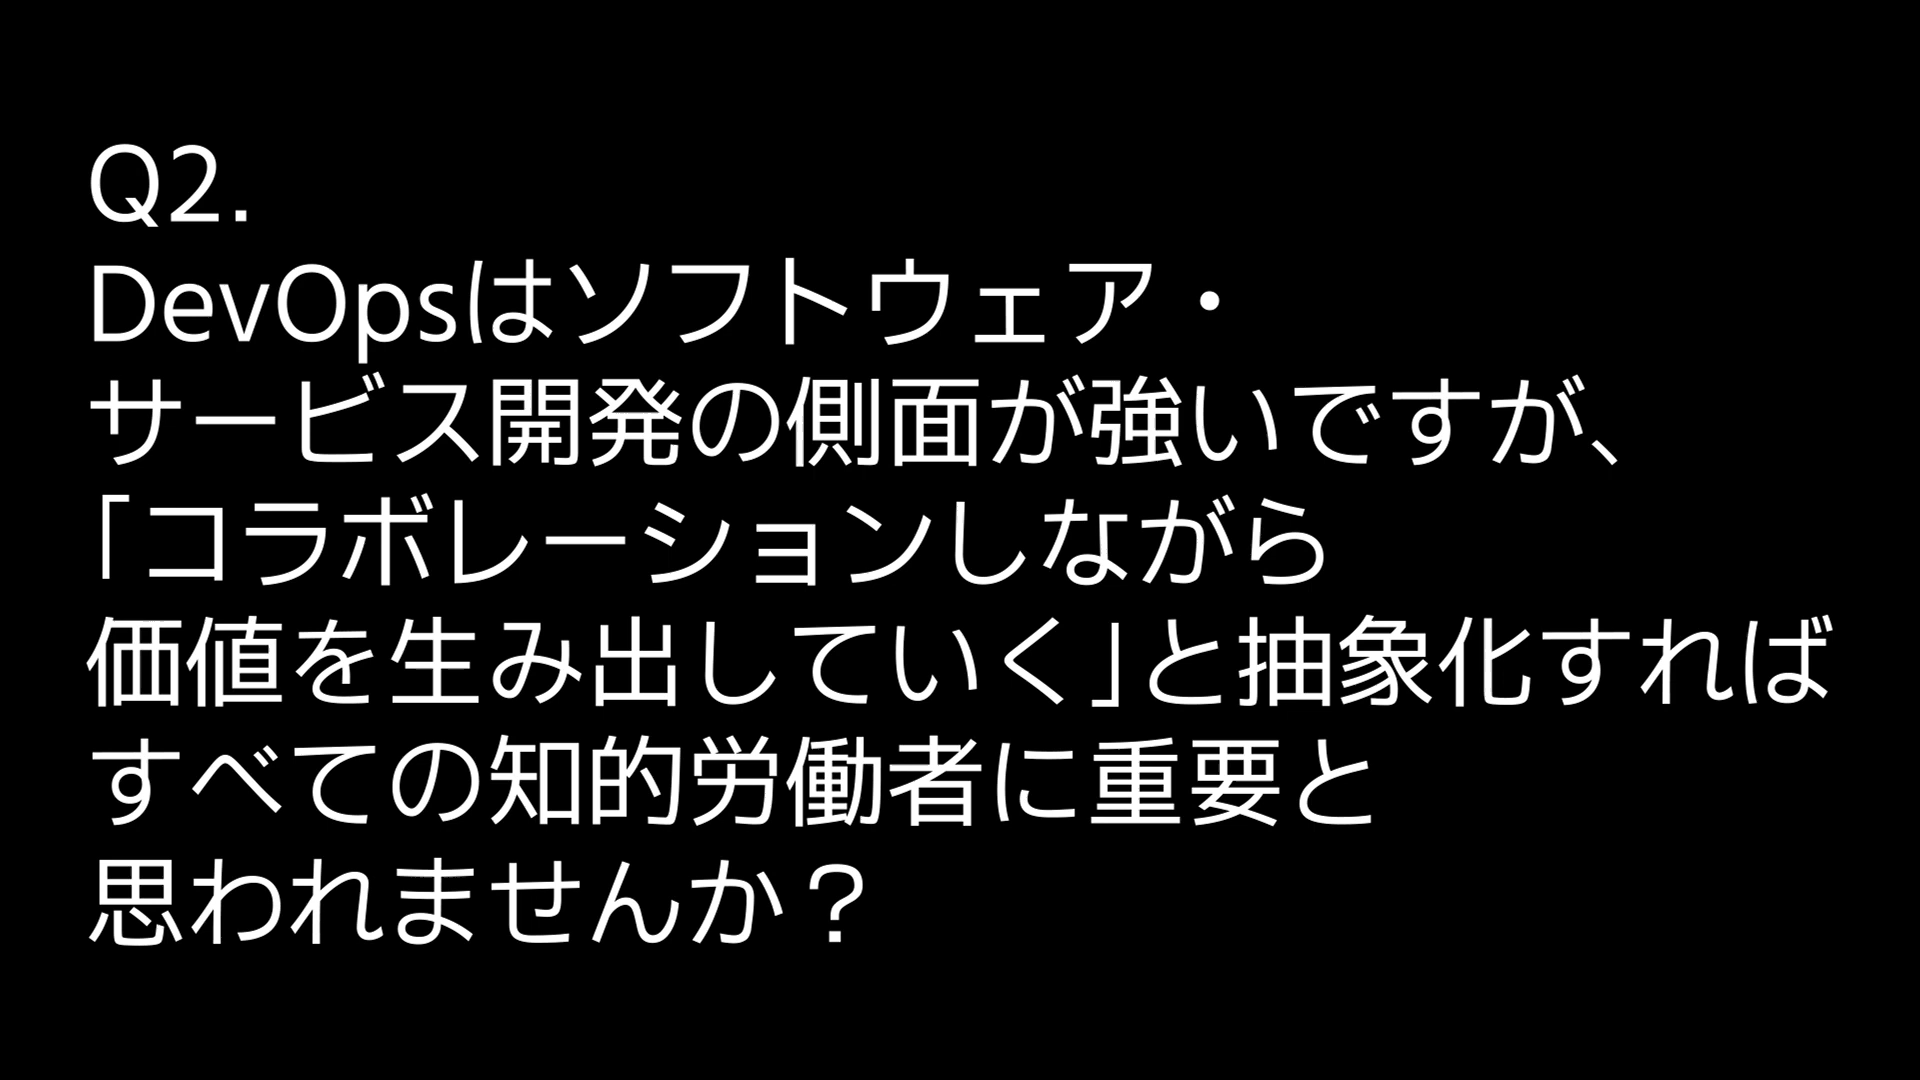 Q2.
DevOpsはソフトウェア・
サービス開発の側面が強いですが、
「コラボレーションしながら
価値を生み出していく」と抽象化すれば
すべての知的労働者に重要と
思われませんか？